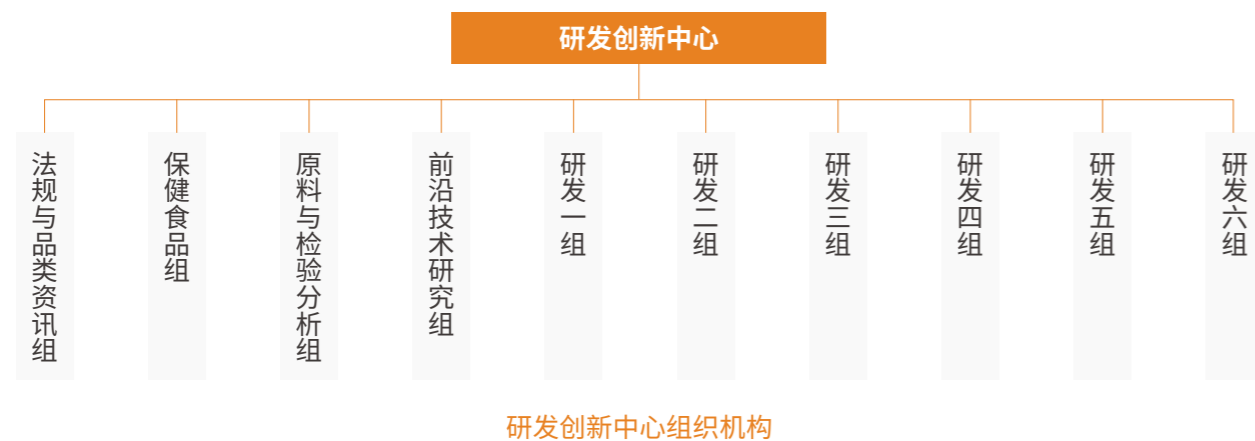 研发创新中心
法规与品类资讯组
保健食品组
原料与检验分析组
前沿技术研究组
研发一组
研发二组
研发三组
研发四组
研发五组
研发六组
研发创新中心组织机构